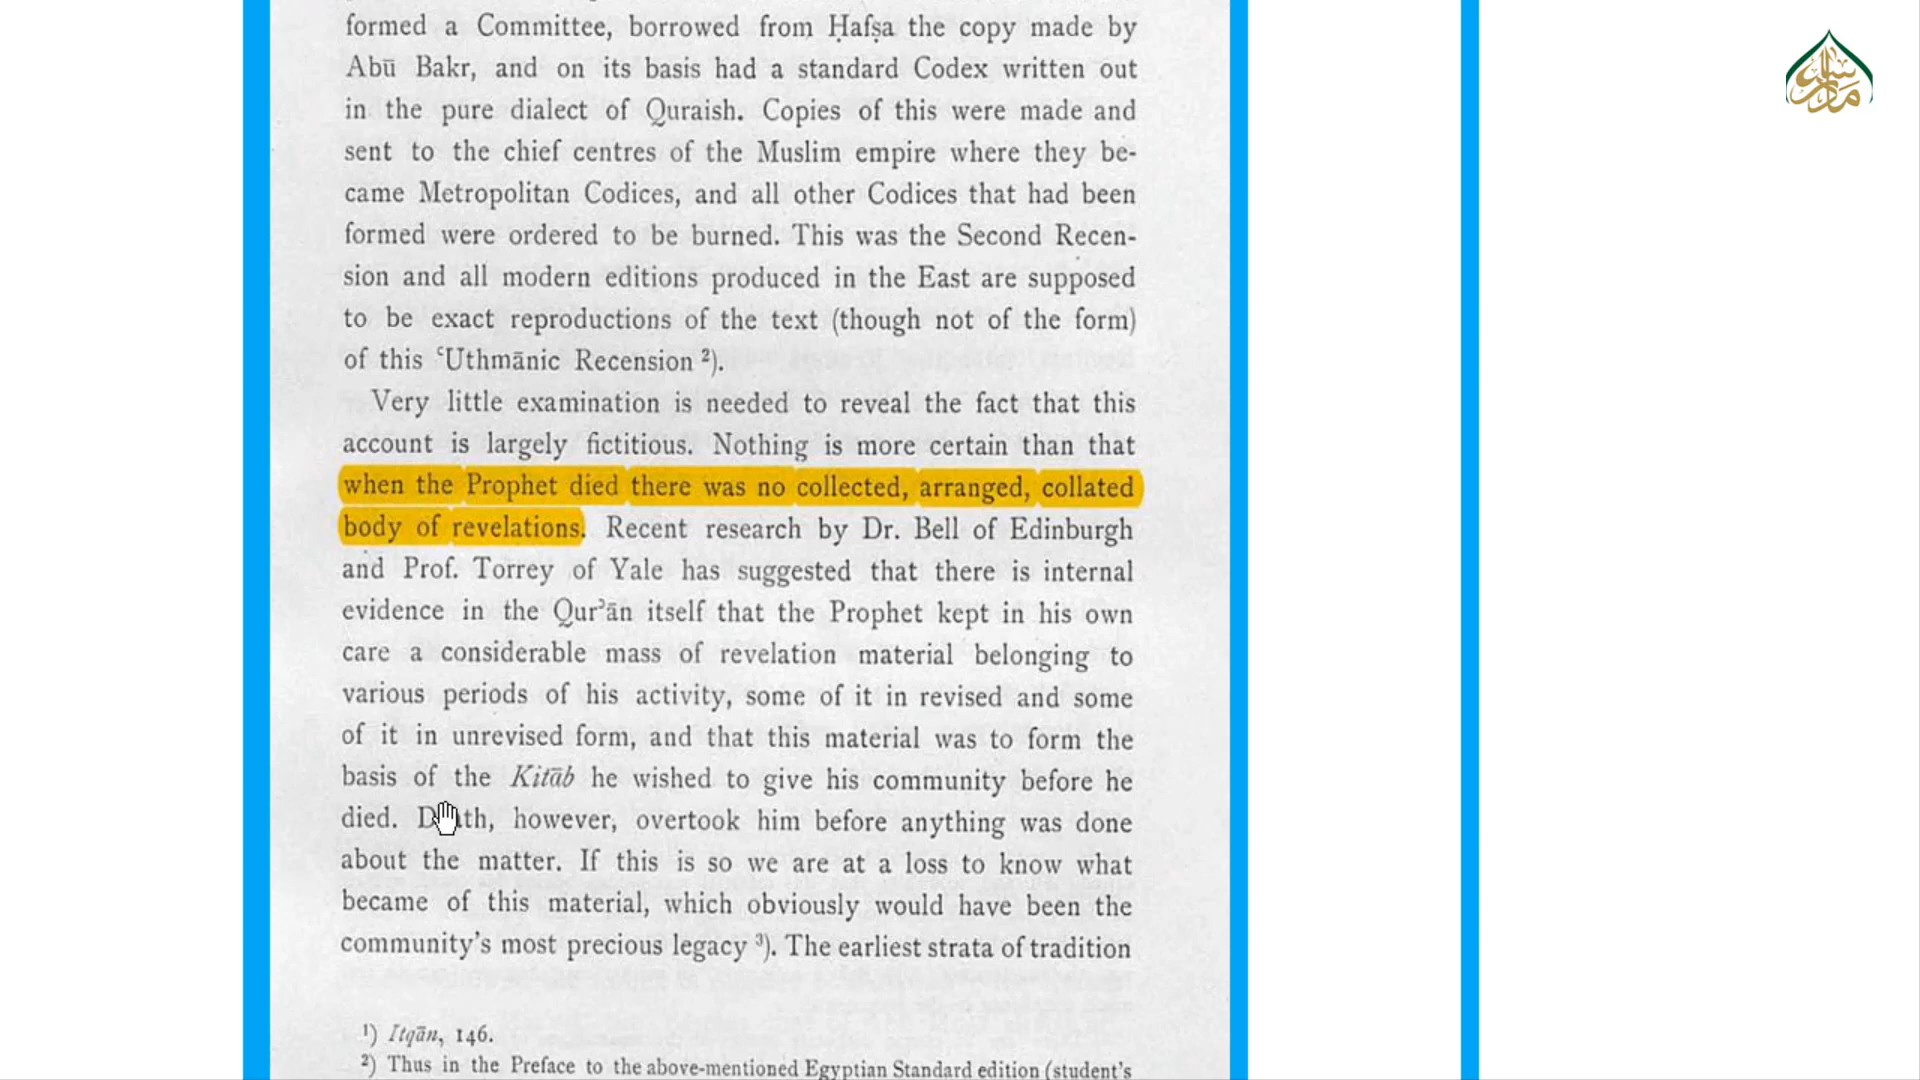 formed a Committee, borrowed from Ḥafṣa the copy made by
Abū Bakr, and on its basis had a standard Codex written out
in the pure dialect of Quraish. Copies of this were made and
sent to the chief centres of the Muslim empire where they be-
came Metropolitan Codices, and all other Codices that had been
formed were ordered to be burned. This was the Second Recen-
sion and all modern editions produced in the East are supposed
to be exact reproductions of the text (though not of the form)
of this ʿUthmānic Recension ²).
Very little examination is needed to reveal the fact that this
account is largely fictitious. Nothing is more certain than that
when the Prophet died there was no collected, arranged, collated
body of revelations. Recent research by Dr. Bell of Edinburgh
and Prof. Torrey of Yale has suggested that there is internal
evidence in the Qurʾān itself that the Prophet kept in his own
care a considerable mass of revelation material belonging to
various periods of his activity, some of it in revised and some
of it in unrevised form, and that this material was to form the
basis of the Kitāb he wished to give his community before he
died. Death, however, overtook him before anything was done
about the matter. If this is so we are at a loss to know what
became of this material, which obviously would have been the
community's most precious legacy ³). The earliest strata of tradition
¹) Itqān, 146.
²) Thus in the Preface to the above-mentioned Egyptian Standard edition (student's